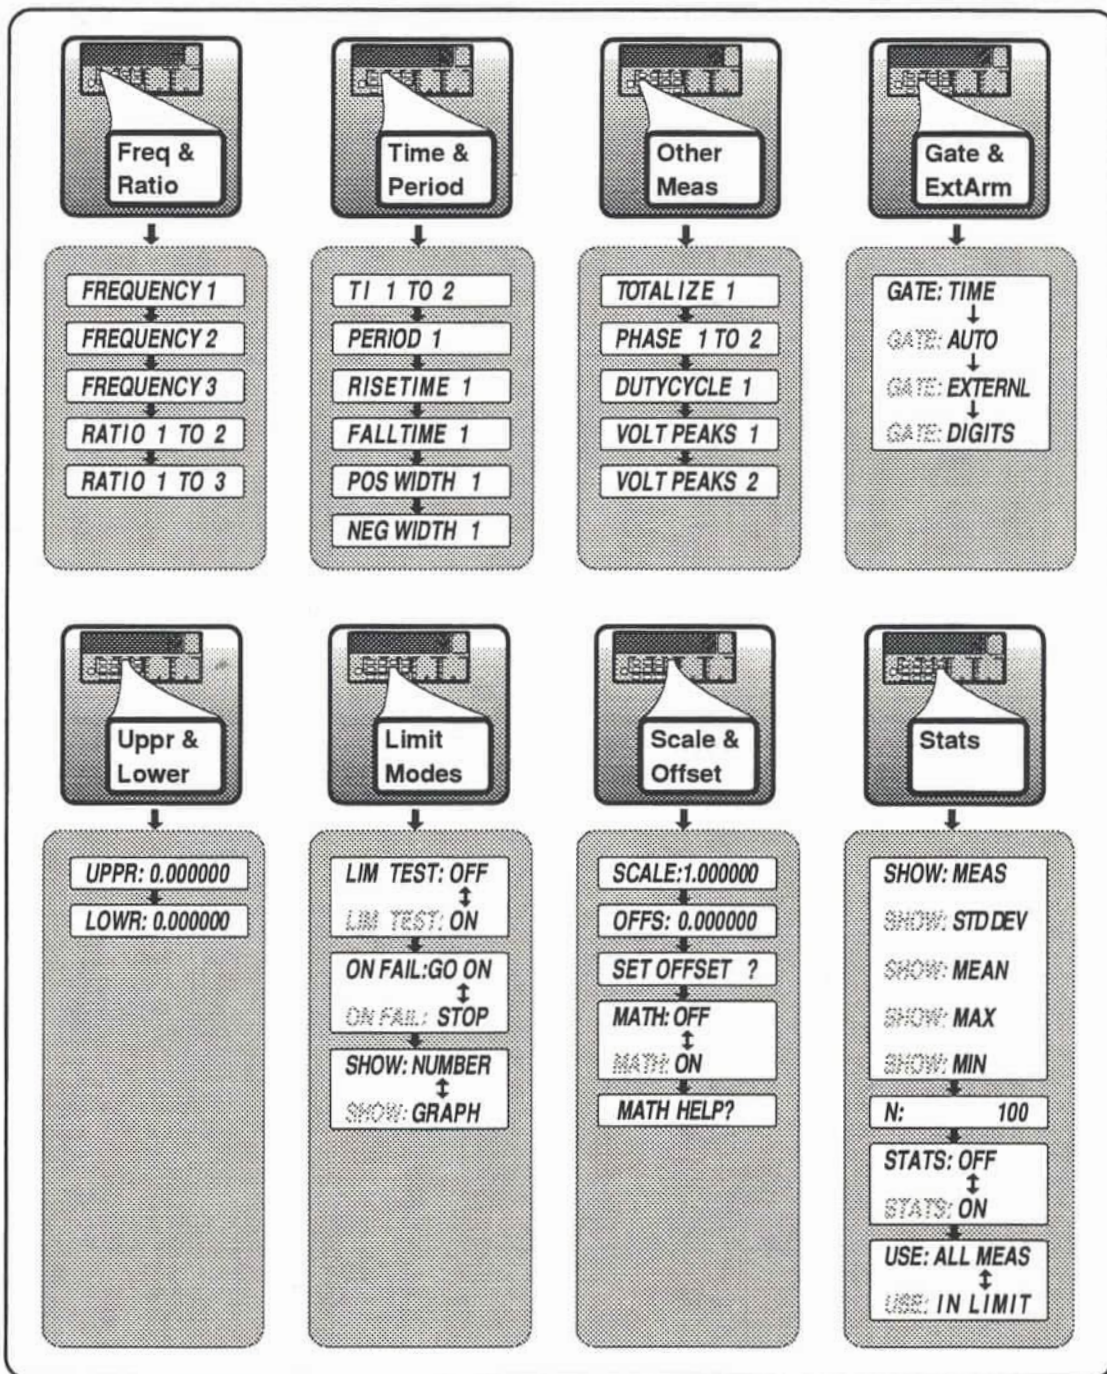 Freq &
Ratio
FREQUENCY 1
FREQUENCY 2
FREQUENCY 3
RATIO 1 TO 2
RATIO 1 TO 3
Time &
Period
TI 1 TO 2
PERIOD 1
RISETIME 1
FALLTIME 1
POS WIDTH 1
NEG WIDTH 1
Other
Meas
TOTALIZE 1
PHASE 1 TO 2
DUTYCYCLE 1
VOLT PEAKS 1
VOLT PEAKS 2
Gate &
ExtArm
GATE: TIME
GATE: AUTO
GATE: EXTERNL
GATE: DIGITS
Uppr &
Lower
UPPR: 0.000000
LOWR: 0.000000
Limit
Modes
LIM TEST: OFF
LIM TEST: ON
ON FAIL:GO ON
ON FAIL: STOP
SHOW: NUMBER
SHOW: GRAPH
Scale &
Offset
SCALE:1.000000
OFFS: 0.000000
SET OFFSET ?
MATH: OFF
MATH: ON
MATH HELP?
Stats
SHOW: MEAS
SHOW: STD DEV
SHOW: MEAN
SHOW: MAX
SHOW: MIN
N: 100
STATS: OFF
STATS: ON
USE: ALL MEAS
USE: IN LIMIT